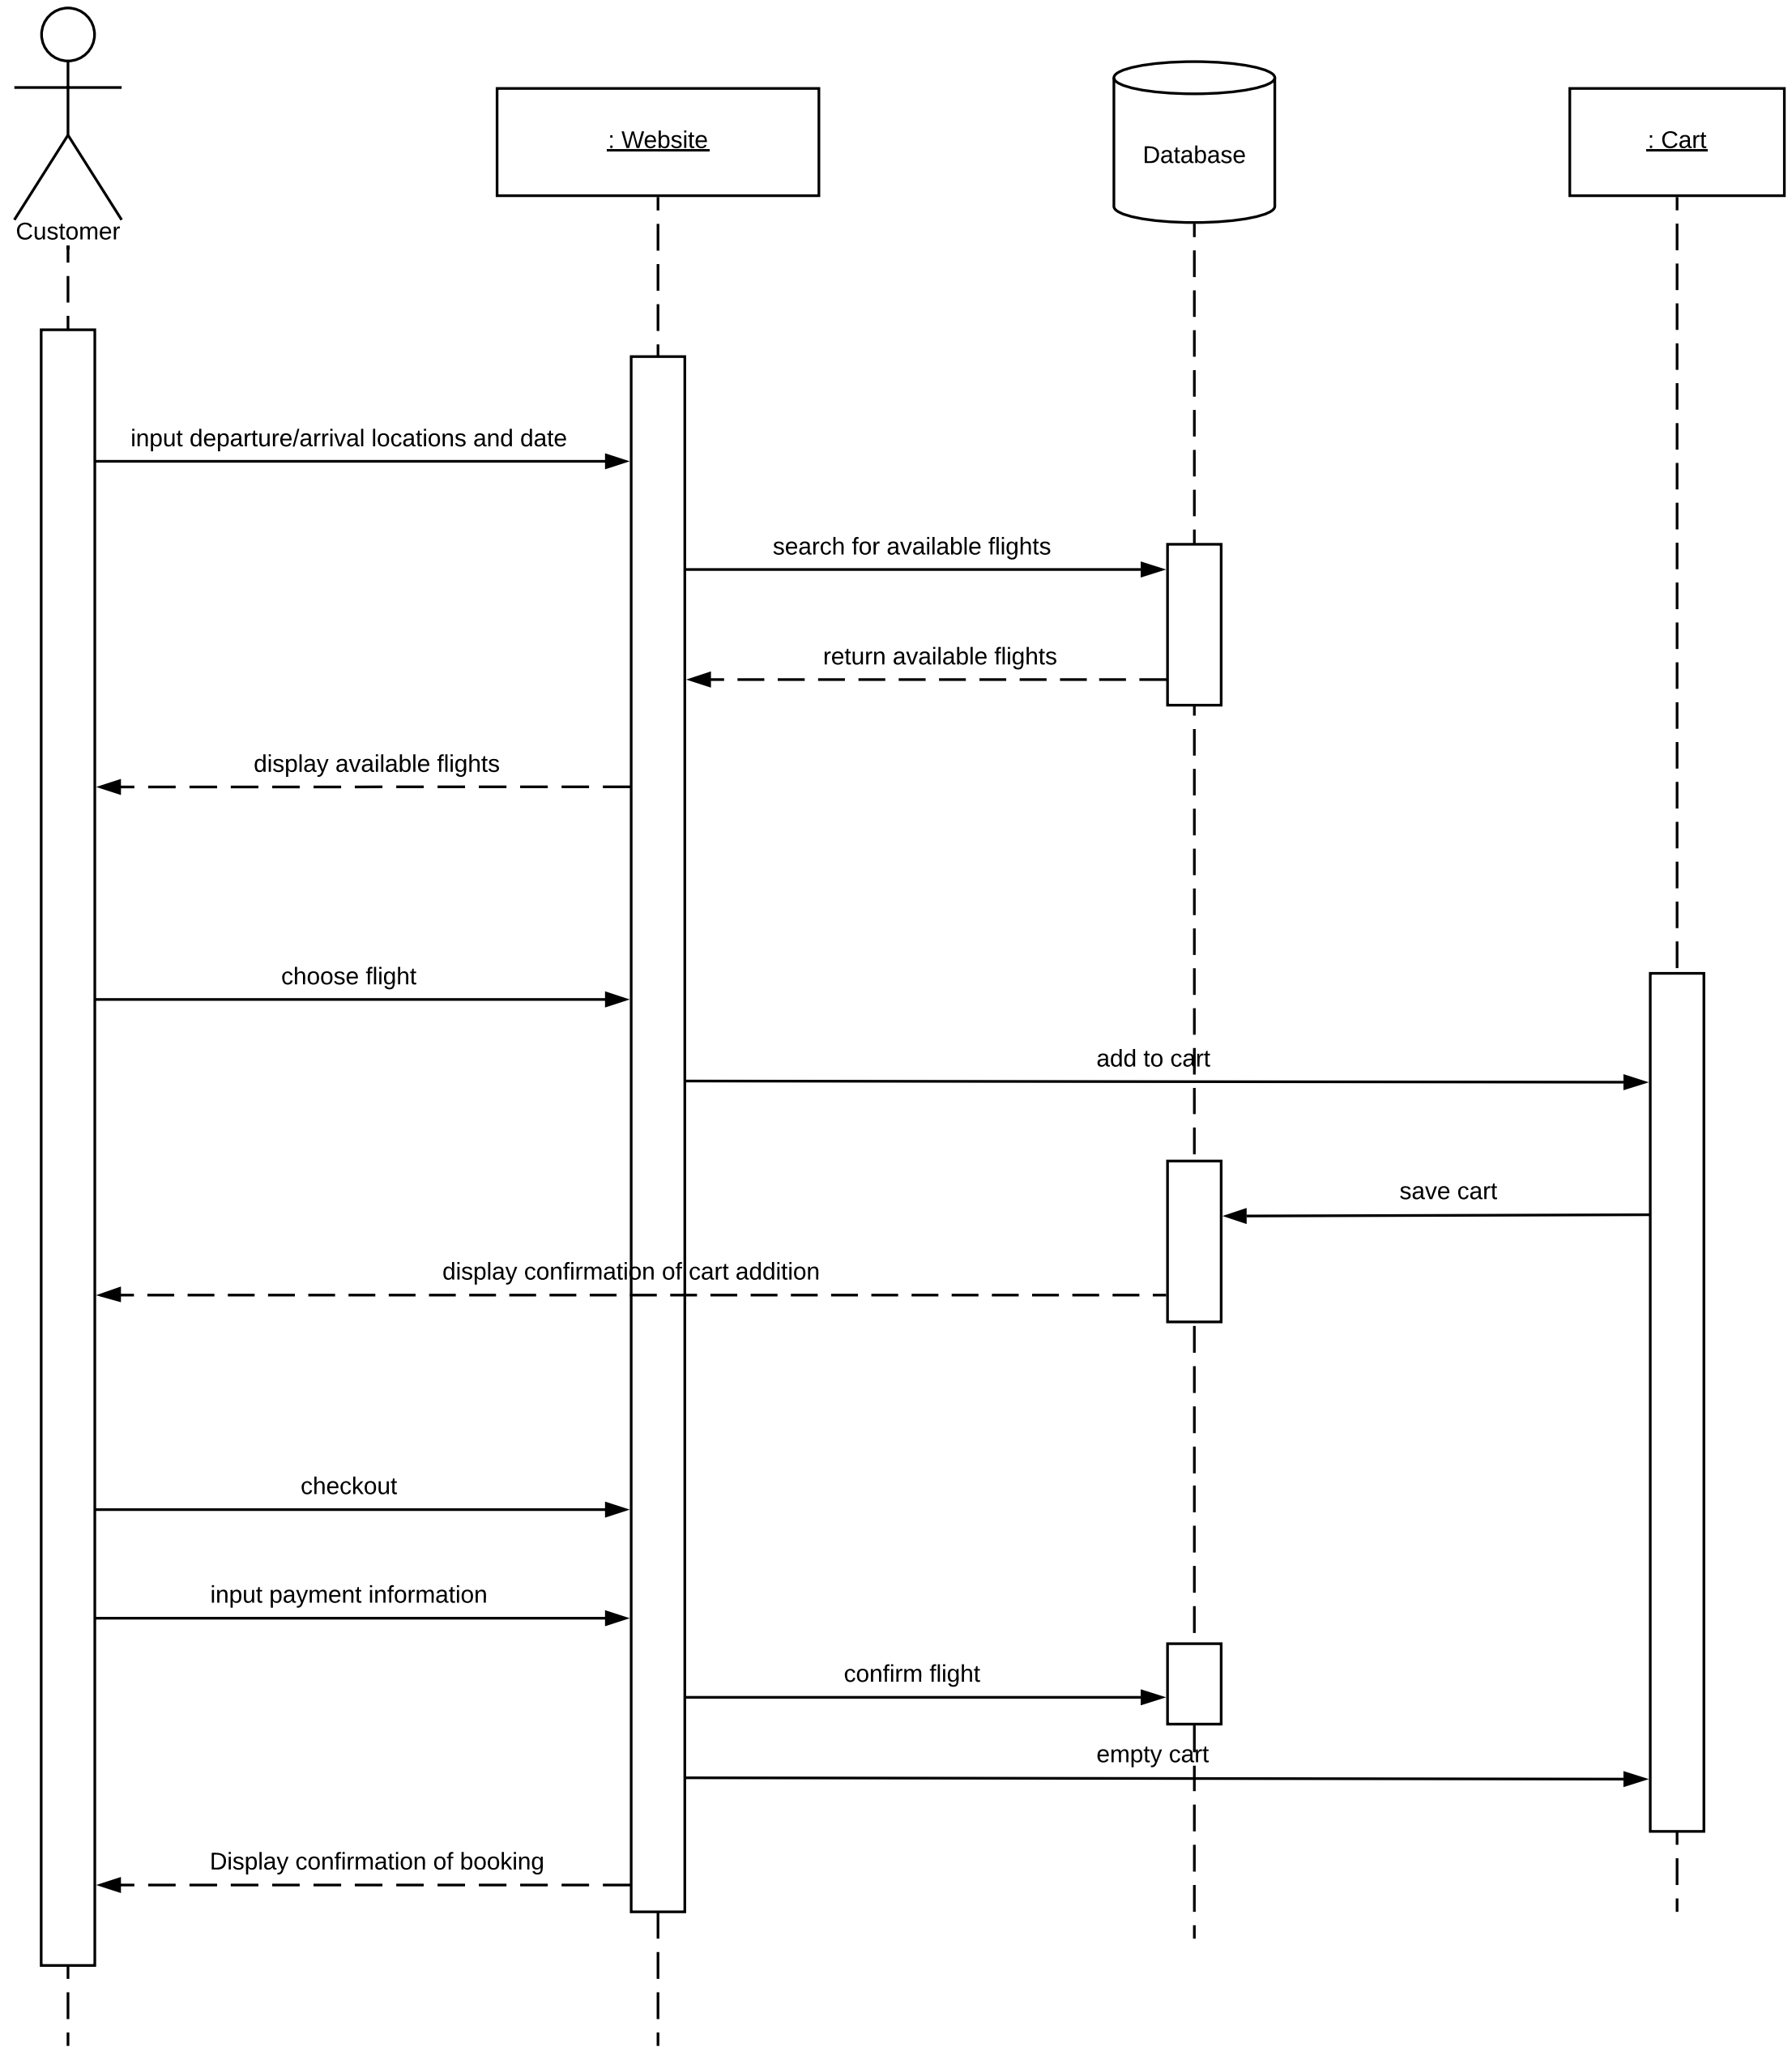 Customer
: Website
Database
: Cart
input departure/arrival locations and date
search for available flights
return available flights
display available flights
choose flight
add to cart
save cart
display confirmation of cart addition
checkout
input payment information
confirm flight
empty cart
Display confirmation of booking